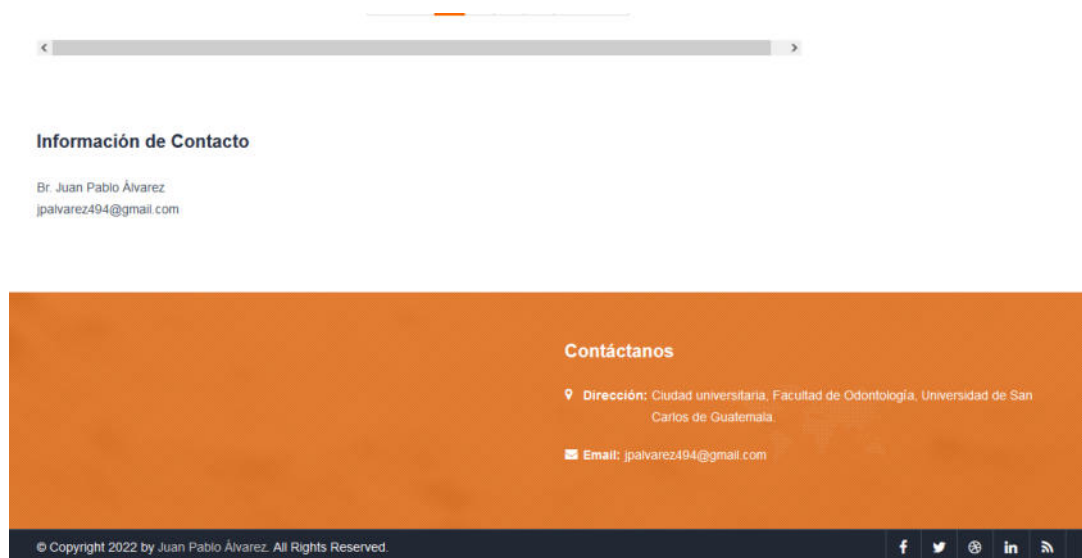 Información de Contacto
Br. Juan Pablo Álvarez
jpalvarez494@gmail.com
Contáctanos
Dirección: Ciudad universitaria, Facultad de Odontología, Universidad de San
Carlos de Guatemala.
Email: jpalvarez494@gmail.com
© Copyright 2022 by Juan Pablo Álvarez. All Rights Reserved.